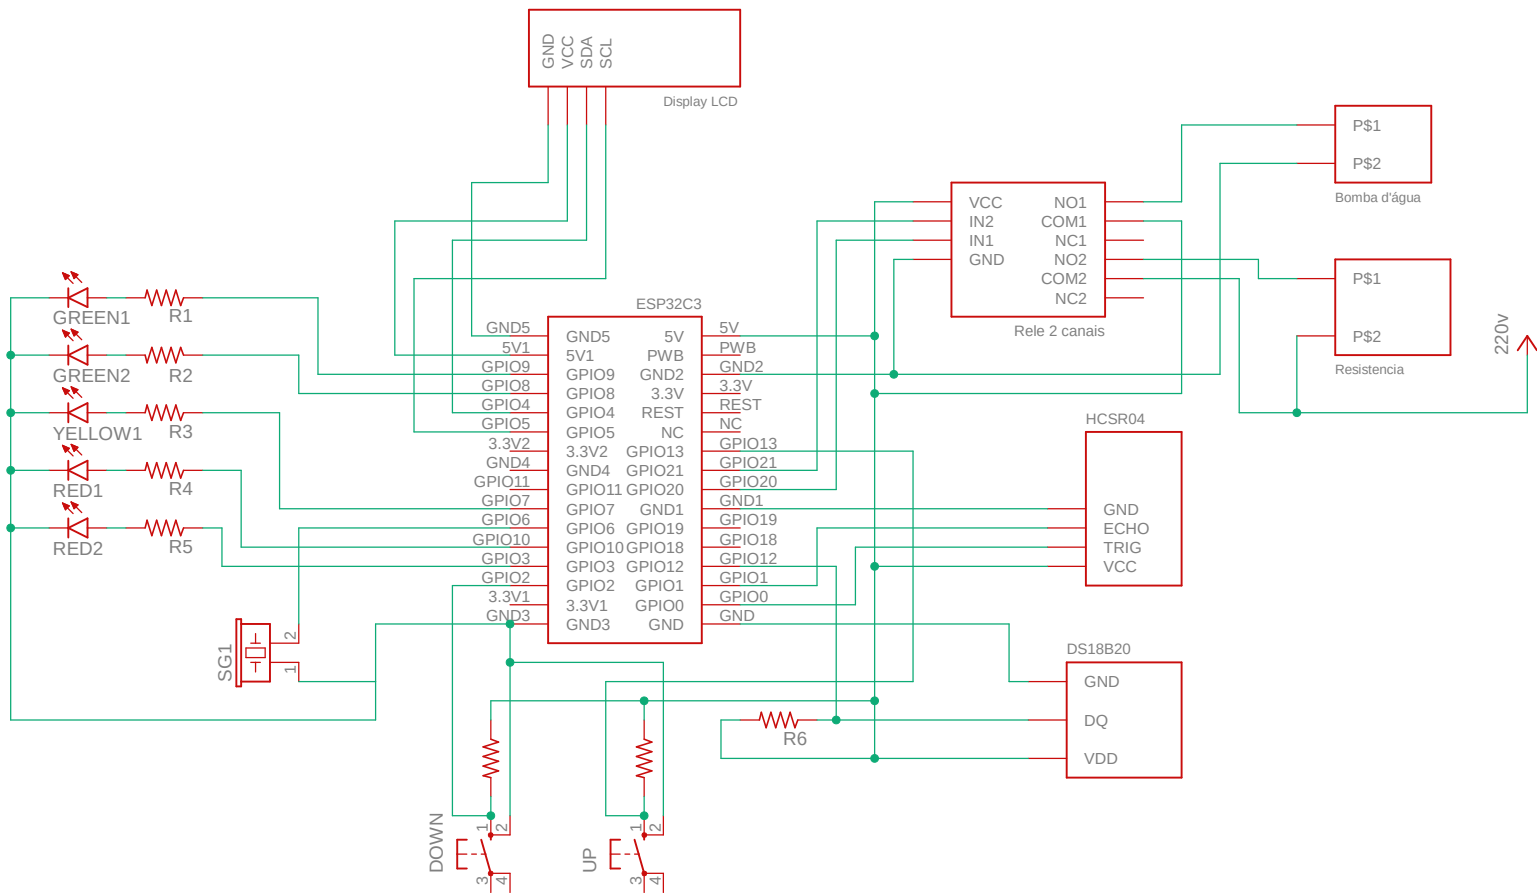 GND
VCC
SDA
SCL
Display LCD
P$1
P$2
Bomba d'água
VCC
IN2
IN1
GND
NO1
COM1
NC1
NO2
COM2
NC2
Rele 2 canais
P$1
P$2
Resistencia
220v
GREEN1
R1
GREEN2
R2
YELLOW1
R3
RED1
R4
RED2
R5
ESP32C3
GND5
5V1
GPIO9
GPIO8
GPIO4
GPIO5
3.3V2
GND4
GPIO11
GPIO7
GPIO6
GPIO10
GPIO3
GPIO2
3.3V1
GND3
GND5
5V1
GPIO9
GPIO8
GPIO4
GPIO5
3.3V2
GND4
GPIO11
GPIO7
GPIO6
GPIO10
GPIO3
GPIO2
3.3V1
GND3
5V
PWB
GND2
3.3V
REST
NC
GPIO13
GPIO21
GPIO20
GND1
GPIO19
GPIO18
GPIO12
GPIO1
GPIO0
GND
5V
PWB
GND2
3.3V
REST
NC
GPIO13
GPIO21
GPIO20
GND1
GPIO19
GPIO18
GPIO12
GPIO1
GPIO0
GND
HCSR04
GND
ECHO
TRIG
VCC
SG1
2
1
DS18B20
GND
DQ
VDD
R6
DOWN
1
2
3
4
UP
1
2
3
4